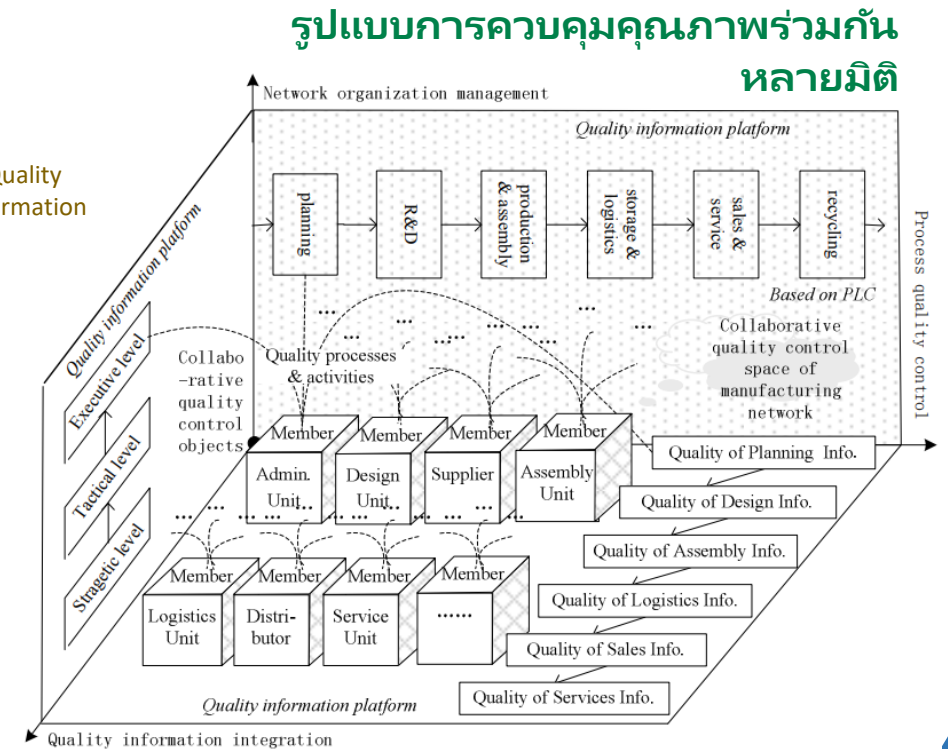 รูปแบบการควบคุมคุณภาพร่วมกัน
หลายมิติ
Network organization management
Quality information platform
uality
rmation
planning
R&D
production
& assembly
storage &
logistics
sales &
service
recycling
Based on PLC
Process quality control
Quality information platform
Executive level
Tactical level
Stragetic level
Collabo
-rative
quality
control
objects
Quality processes
& activities
Collaborative
quality control
space of
manufacturing
network
... ... ... ... ... ... ...
Member
Admin.
Unit
Member
Design
Unit
Member
Supplier
Member
Assembly
Unit
Quality of Planning Info.
Quality of Design Info.
Quality of Assembly Info.
Quality of Logistics Info.
Quality of Sales Info.
Quality of Services Info.
... ... ... ... ... ... ... ...
Member
Logistics
Unit
Member
Distri-
butor
Member
Service
Unit
Member
......
Quality information platform
Quality information integration